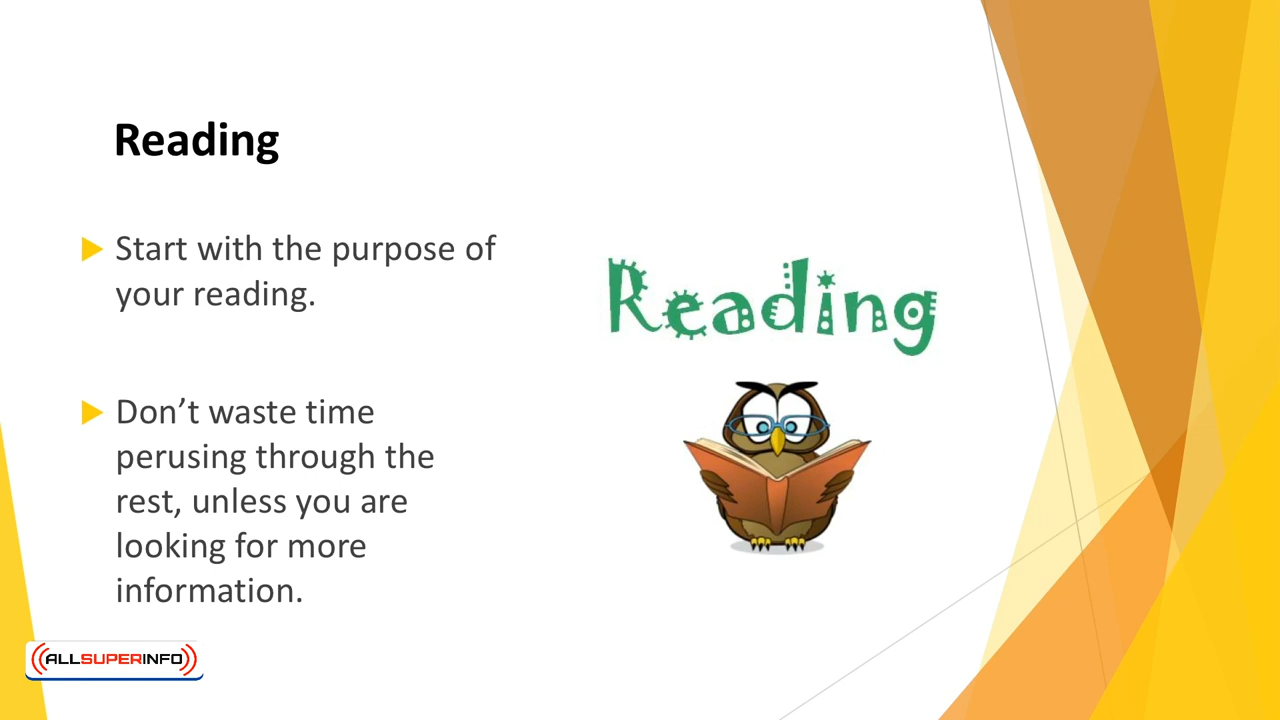 Reading
Start with the purpose of
your reading.
Don’t waste time
perusing through the
rest, unless you are
looking for more
information.
Reading
ALLSUPERINFO